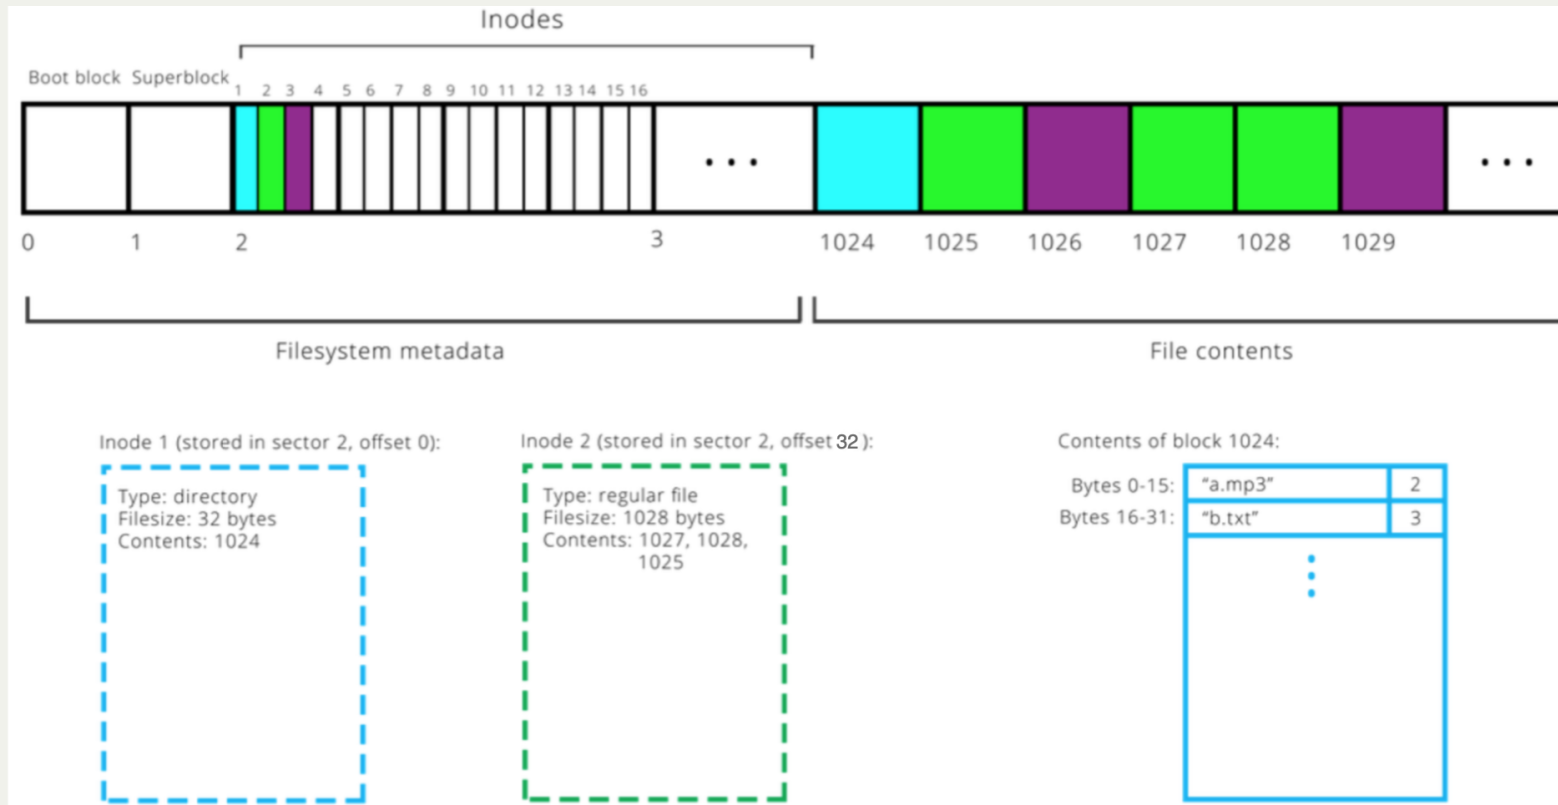 Inodes
Boot block Superblock
1 2 3 4 5 6 7 8 9 10 11 12 13 14 15 16
... ...
0 1 2 3 1024 1025 1026 1027 1028 1029
Filesystem metadata File contents
Inode 1 (stored in sector 2, offset 0):
Type: directory
Filesize: 32 bytes
Contents: 1024
Inode 2 (stored in sector 2, offset 32 ):
Type: regular file
Filesize: 1028 bytes
Contents: 1027, 1028,
1025
Contents of block 1024:
Bytes 0-15: “a.mp3” 2
Bytes 16-31: “b.txt” 3